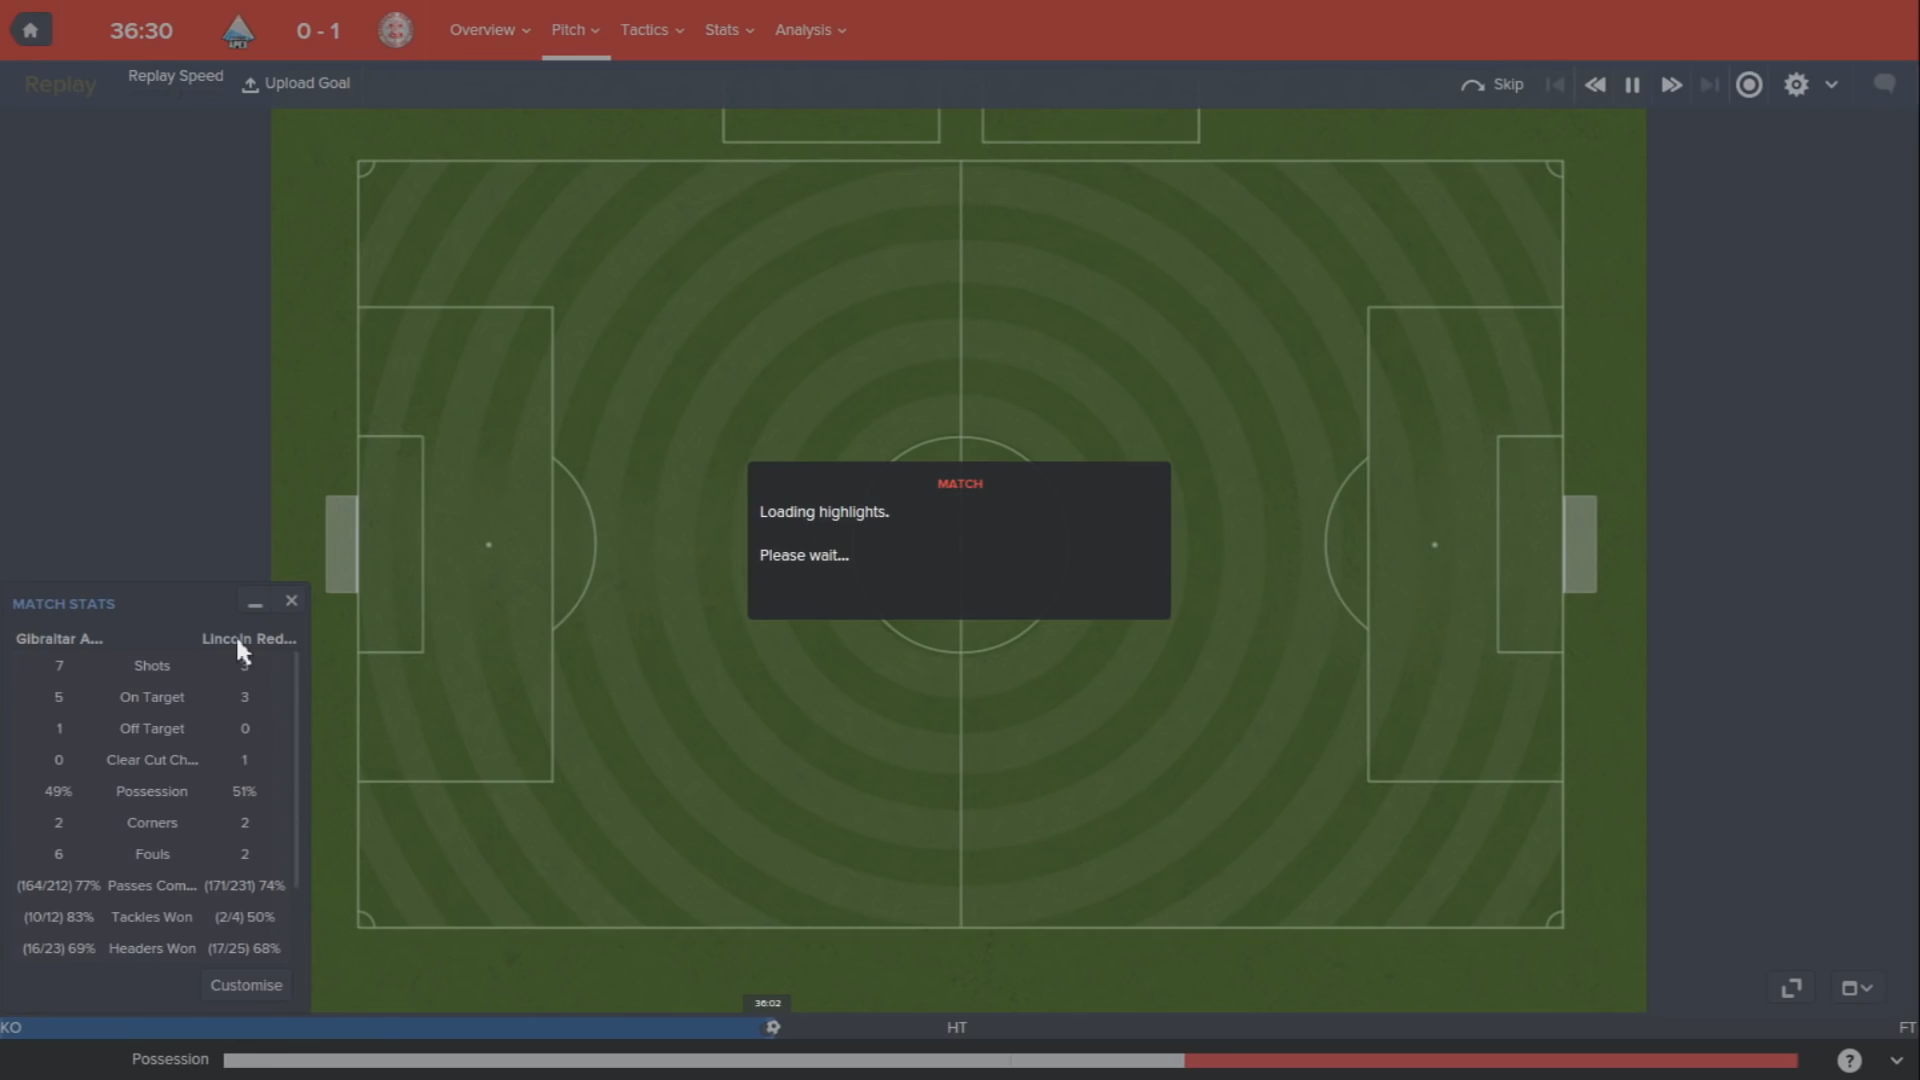 36:30
APEX
0 - 1
Overview
Pitch
Tactics
Stats
Analysis
Replay
Replay Speed
Upload Goal
Skip
MATCH
Loading highlights.
Please wait...
MATCH STATS
Gibraltar A...
Lincoln Red...
7 Shots 3
5 On Target 3
1 Off Target 0
0 Clear Cut Ch... 1
49% Possession 51%
2 Corners 2
6 Fouls 2
(164/212) 77% Passes Com... (171/231) 74%
(10/12) 83% Tackles Won (2/4) 50%
(16/23) 69% Headers Won (17/25) 68%
Customise
36:02
KO
HT
FT
Possession
?